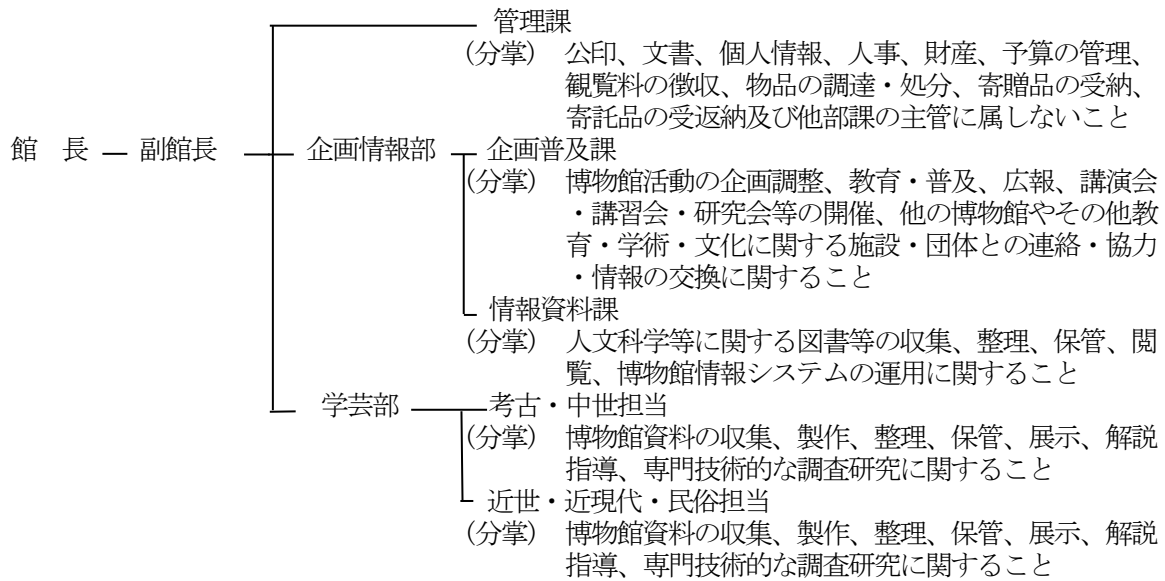 管理課
(分掌) 公印、文書、個人情報、人事、財産、予算の管理、
観覧料の徴収、物品の調達・処分、寄贈品の受納、
寄託品の受返納及び他部課の主管に属しないこと
館 長 副館長 企画情報部 企画普及課
(分掌) 博物館活動の企画調整、教育・普及、広報、講演会
・講習会・研究会等の開催、他の博物館やその他教
育・学術・文化に関する施設・団体との連絡・協力
・情報の交換に関すること
情報資料課
(分掌) 人文科学等に関する図書等の収集、整理、保管、閲
覧、博物館情報システムの運用に関すること
学芸部 考古・中世担当
(分掌) 博物館資料の収集、製作、整理、保管、展示、解説
指導、専門技術的な調査研究に関すること
近世・近現代・民俗担当
(分掌) 博物館資料の収集、製作、整理、保管、展示、解説
指導、専門技術的な調査研究に関すること